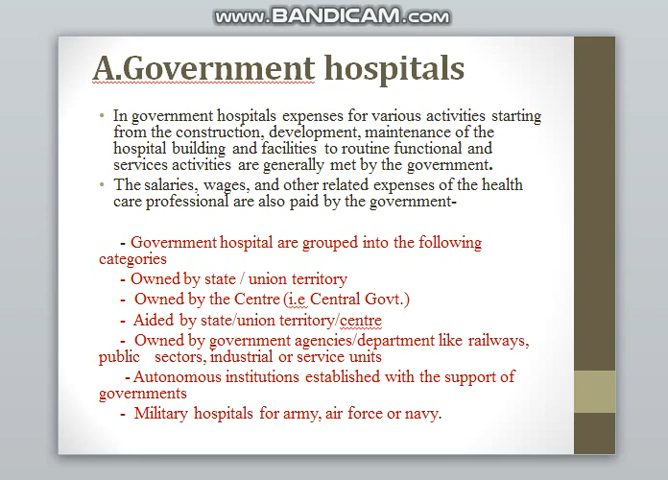 www.BANDICAM.com
A.Government hospitals
• In government hospitals expenses for various activities starting
from the construction, development, maintenance of the
hospital building and facilities to routine functional and
services activities are generally met by the government.
• The salaries, wages, and other related expenses of the health
care professional are also paid by the government-
- Government hospital are grouped into the following
categories
- Owned by state / union territory
- Owned by the Centre (i.e Central Govt.)
- Aided by state/union territory/centre
- Owned by government agencies/department like railways,
public sectors, industrial or service units
- Autonomous institutions established with the support of
governments
- Military hospitals for army, air force or navy.